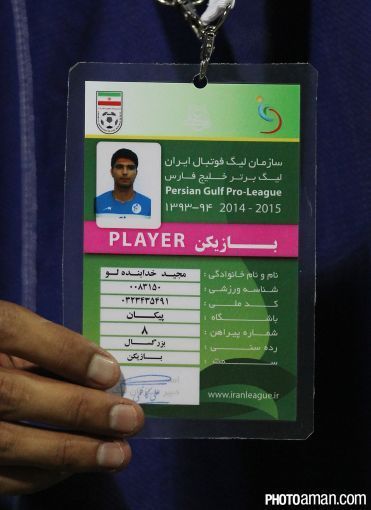 سازمان لیگ فوتبال ایران
لیگ برتر خلیج فارس
Persian Gulf Pro-League
۱۳۹۳-۹۴ 2014 - 2015
PLAYER بازیکن
نام و نام خانوادگی : مجید خداینده لو
شناسه ورزشی : ۰۰۸۳۱۵۰
کد ملی : ۰۳۲۳۴۳۵۴۹۱
باشگاه : پیکان
شماره پیراهن : ۸
رده سنی : بزرگسال
سمت : بازیکن
www.iranleague.ir
PHOTOaman.com